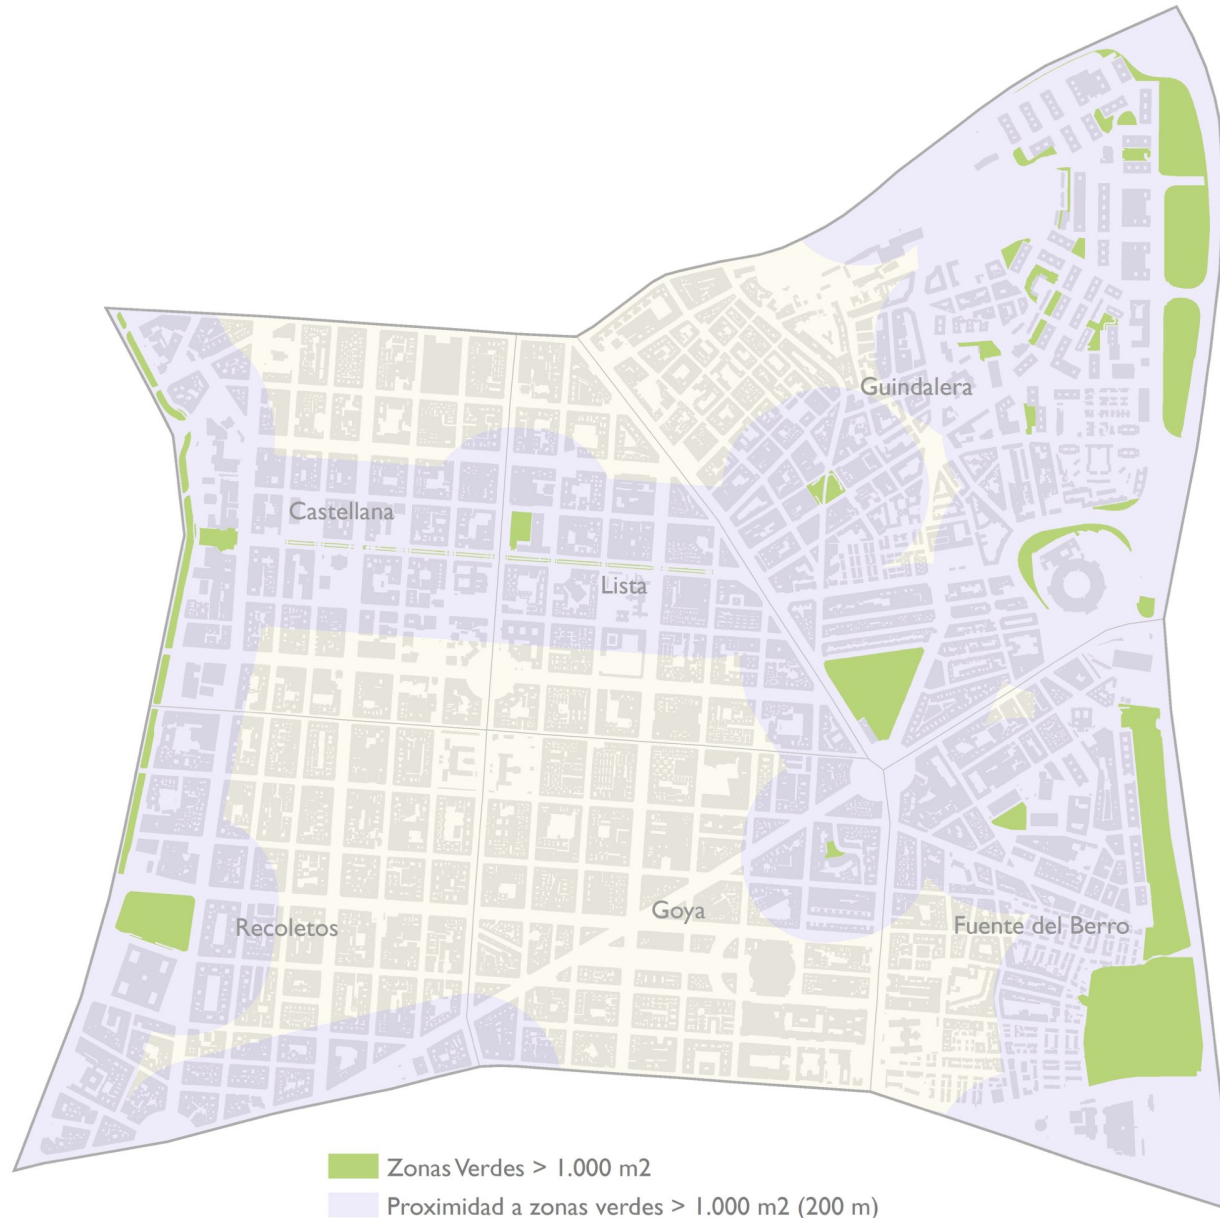 Guindalera
Castellana
Lista
Goya
Recoletos
Fuente del Berro
Zonas Verdes > 1.000 m2
Proximidad a zonas verdes > 1.000 m2 (200 m)